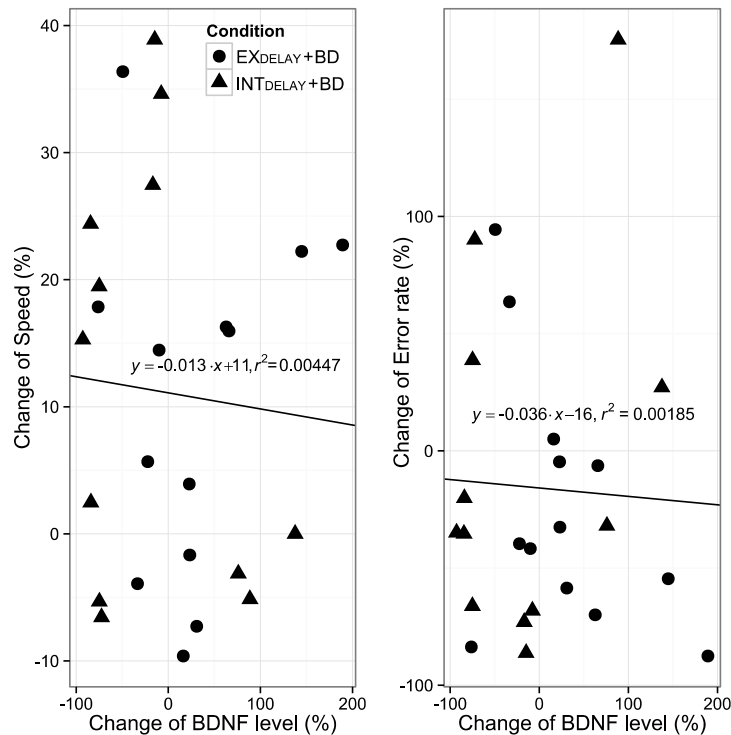 Condition
EXDELAY+BD
INTDELAY+BD
40
30
20
10
0
-10
Change of Speed (%)
y = -0.013 ·x+11, r²=0.00447
-100
0
100
200
Change of BDNF level (%)
100
0
-100
Change of Error rate (%)
y = -0.036· x-16, r² = 0.00185
-100
0
100
200
Change of BDNF level (%)